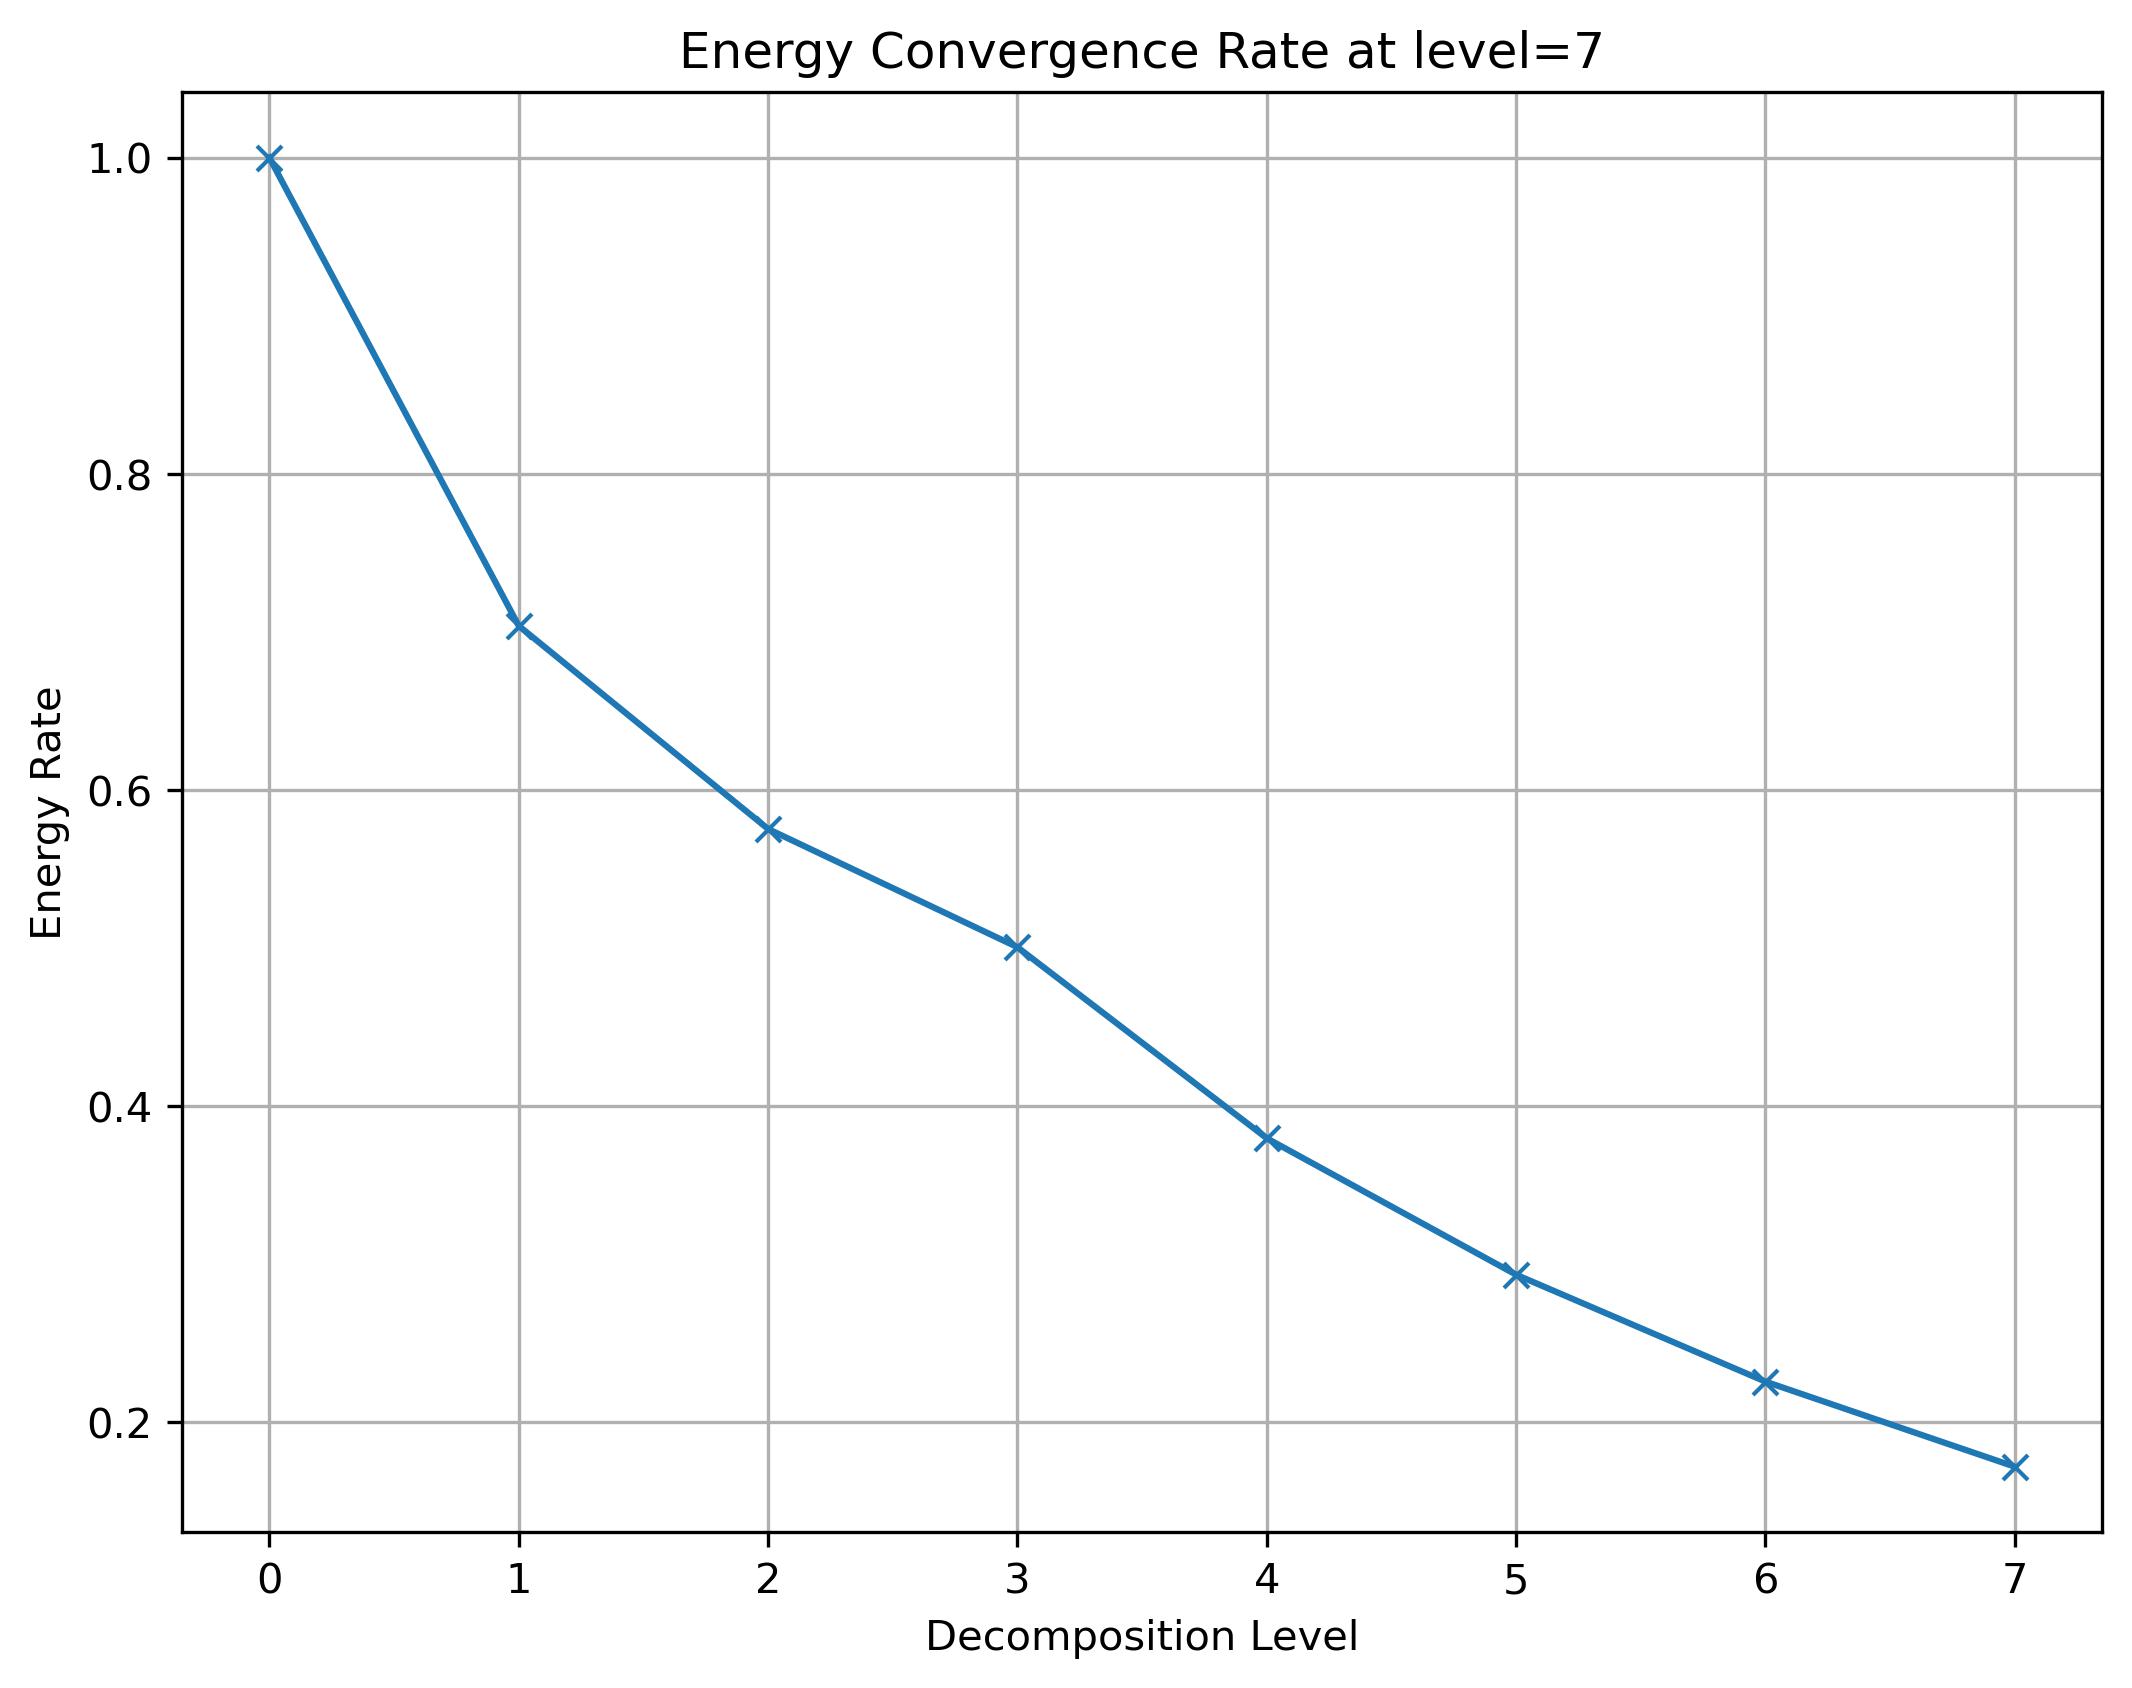 Energy Convergence Rate at level=7
1.0
0.8
0.6
0.4
0.2
Energy Rate
0 1 2 3 4 5 6 7
Decomposition Level